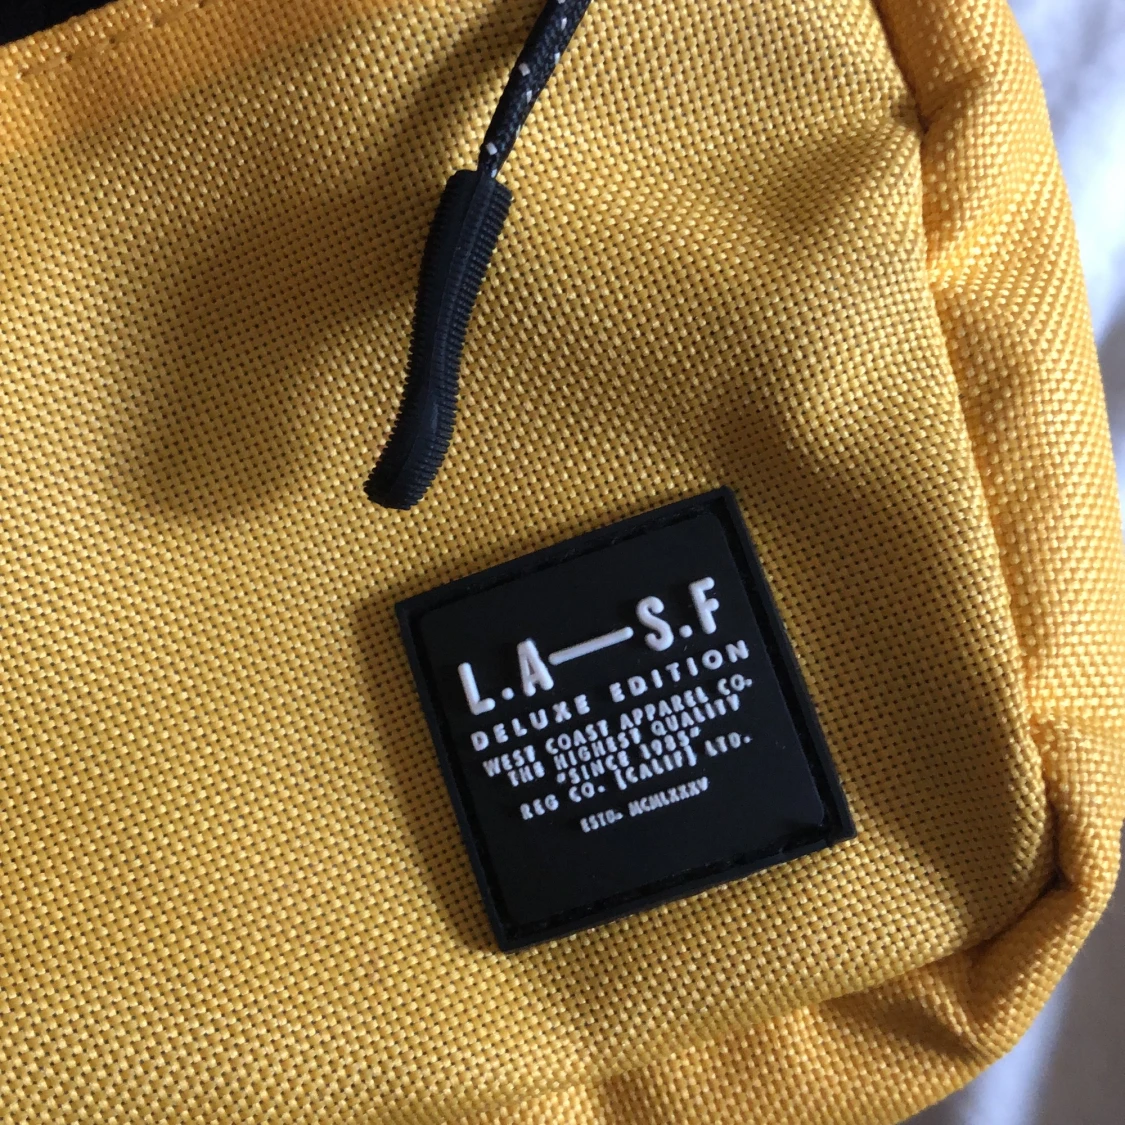 L.A—S.F
DELUXE EDITION
WEST COAST APPAREL CO.
THE HIGHEST QUALITY
"SINCE 1985"
REG CO. [CALIF] LTD.
ESTD. MCMLXXXV